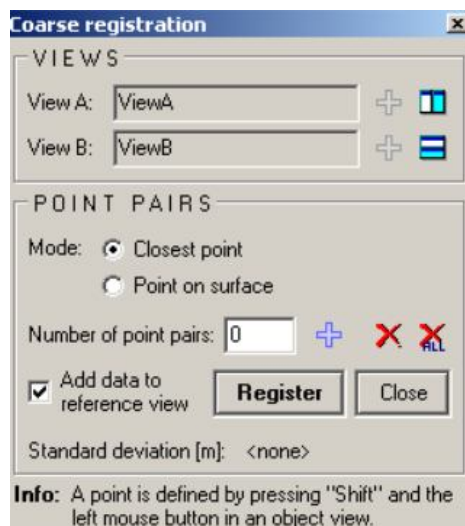 Coarse registration
VIEWS
View A: ViewA
View B: ViewB
POINT PAIRS
Mode: Closest point
Point on surface
Number of point pairs: 0
ALL
Add data to
reference view
Register
Close
Standard deviation [m]: <none>
Info: A point is defined by pressing "Shift" and the
left mouse button in an object view.